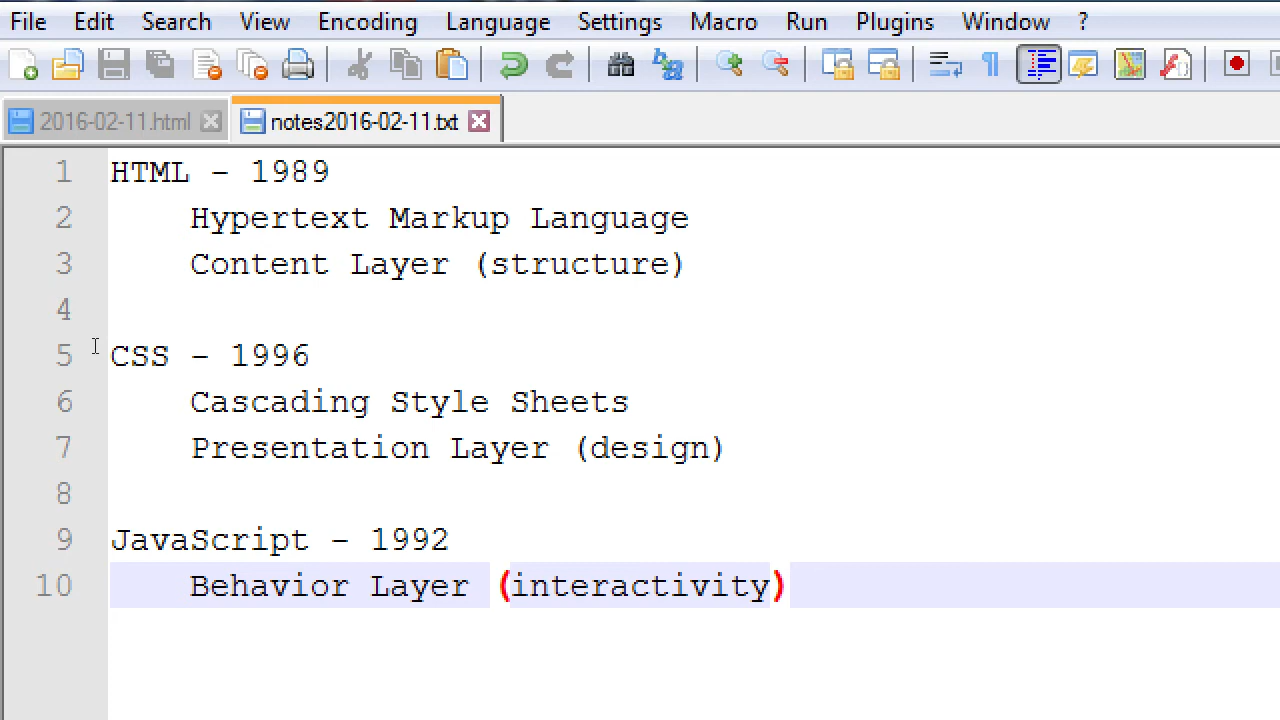 File Edit Search View Encoding Language Settings Macro Run Plugins Window ?
2016-02-11.html notes2016-02-11.txt
1 HTML - 1989
2 Hypertext Markup Language
3 Content Layer (structure)
4
5 CSS - 1996
6 Cascading Style Sheets
7 Presentation Layer (design)
8
9 JavaScript - 1992
10 Behavior Layer (interactivity)